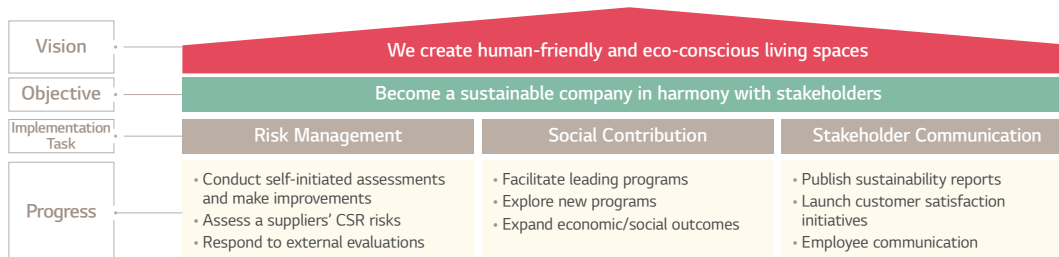 Vision
We create human-friendly and eco-conscious living spaces
Objective
Become a sustainable company in harmony with stakeholders
Implementation
Task
Risk Management
Social Contribution
Stakeholder Communication
Progress
• Conduct self-initiated assessments
and make improvements
• Assess a suppliers' CSR risks
• Respond to external evaluations
• Facilitate leading programs
• Explore new programs
• Expand economic/social outcomes
• Publish sustainability reports
• Launch customer satisfaction
initiatives
• Employee communication